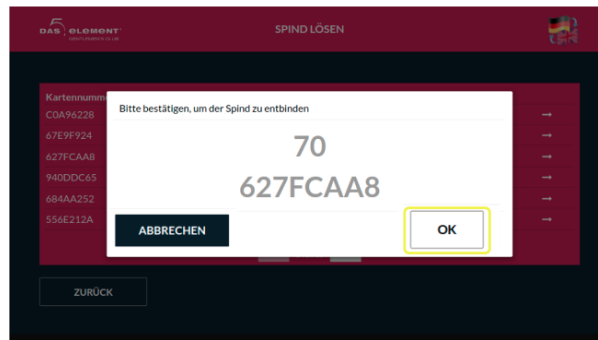 5
DAS ELEMENT
SPIND LÖSEN
Kartennumm
C0A96228
Bitte bestätigen, um der Spind zu entbinden
67E9F924
70
627FCAA8
627FCAA8
940DDC65
684AA252
556E212A
ABBRECHEN
OK
ZURÜCK